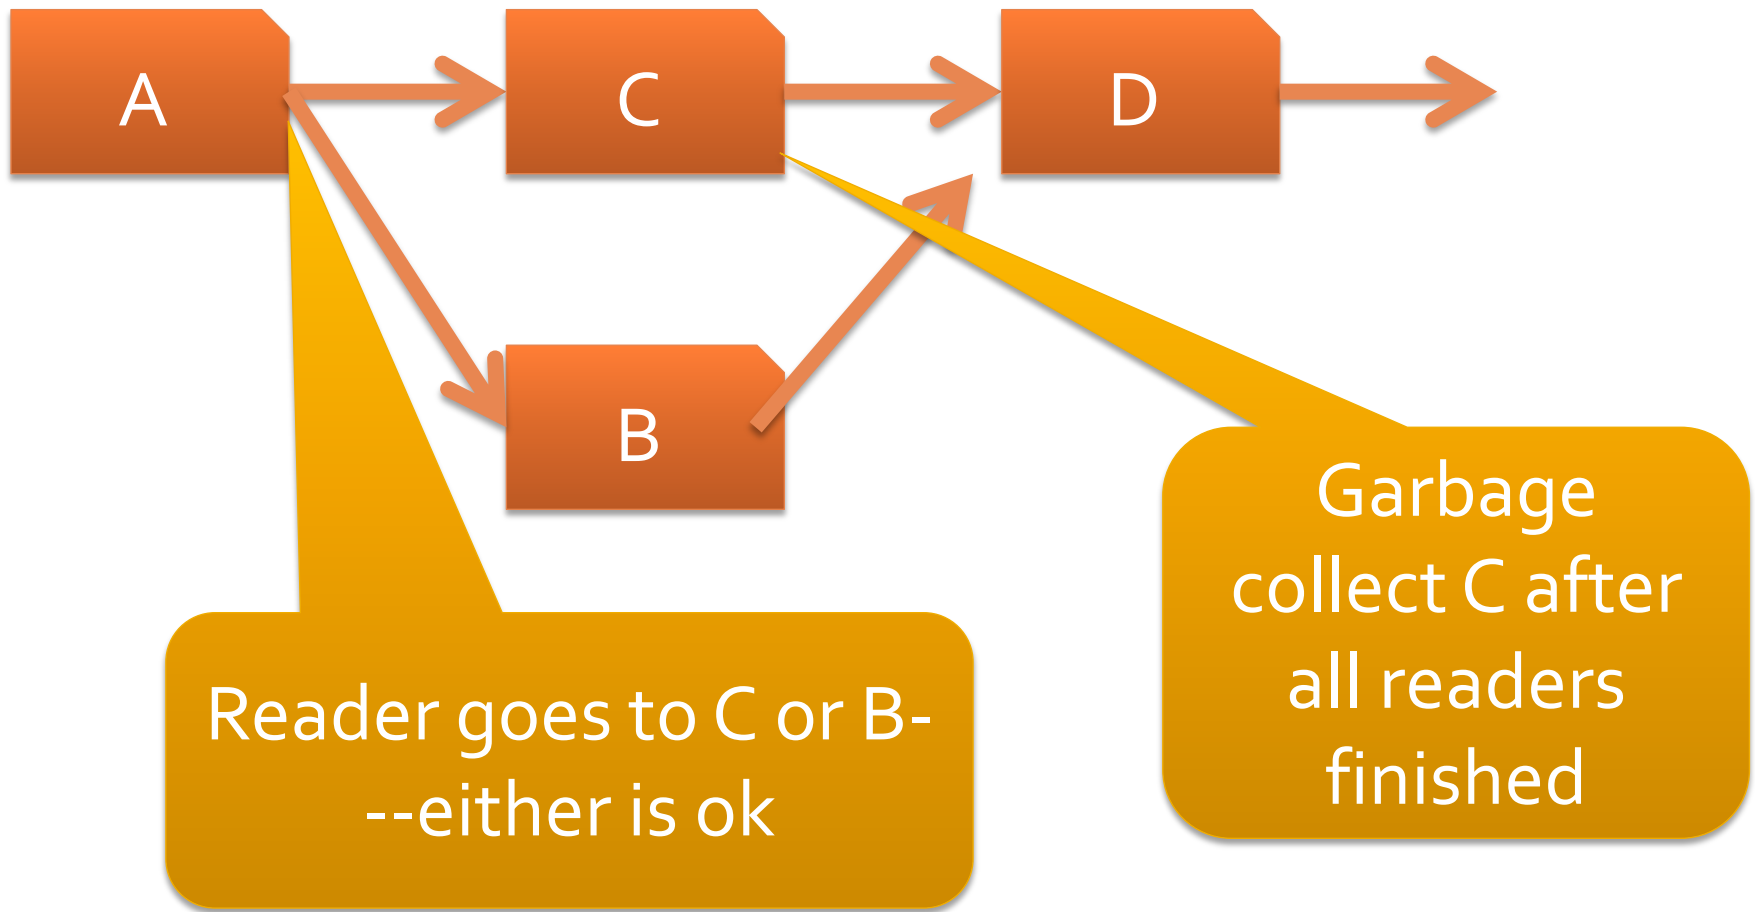 A
C
D
B
Reader goes to C or B-
--either is ok
Garbage
collect C after
all readers
finished